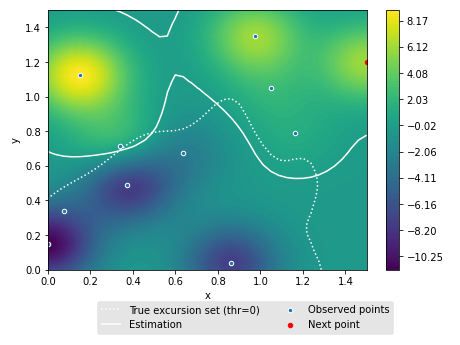 1.4
1.2
1.0
0.8
0.6
0.4
0.2
0.0
y
0.0 0.2 0.4 0.6 0.8 1.0 1.2 1.4
x
8.17
6.12
4.08
2.03
−0.02
−2.06
−4.11
−6.16
−8.20
−10.25
True excursion set (thr=0)
Estimation
Observed points
Next point